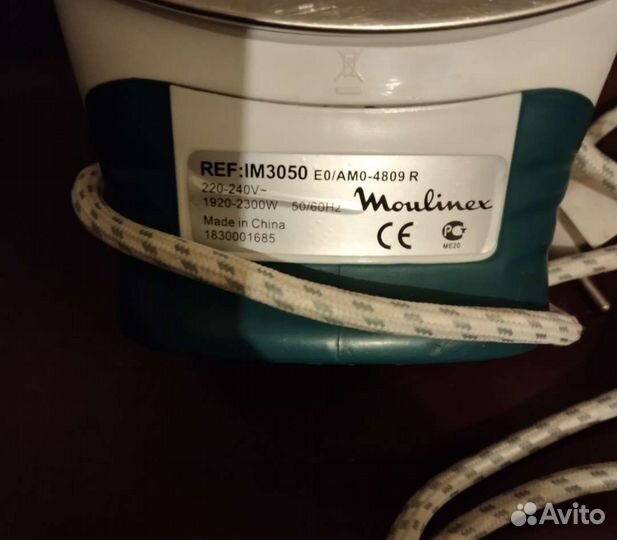 REF:IM3050 E0/AM0-4809 R
220-240V~
1920-2300W 50/60Hz
Moulinex
Made in China
1830001685
CE
PG
ME20
Avito